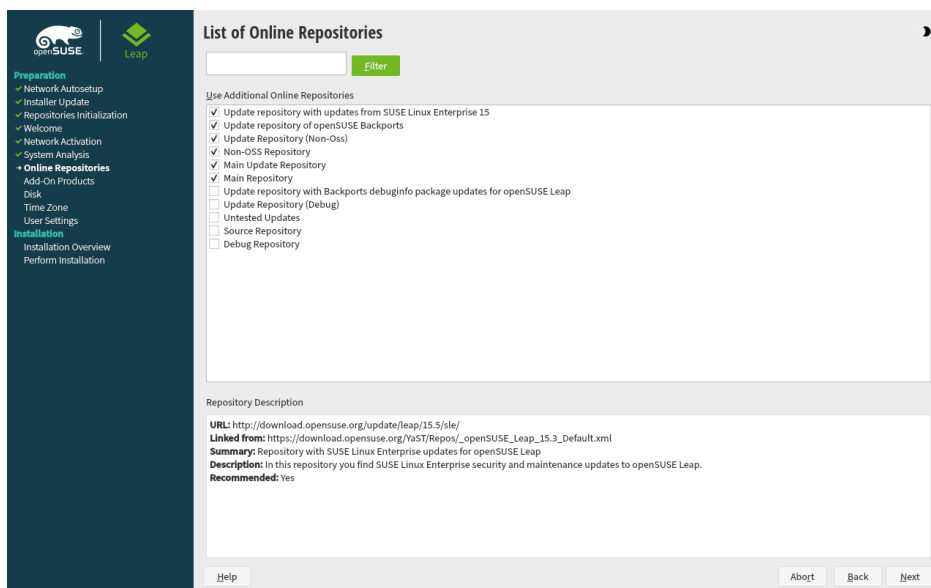 openSUSE
Leap
Preparation
Network Autosetup
Installer Update
Repositories Initialization
Welcome
Network Activation
System Analysis
Online Repositories
Add-On Products
Disk
Time Zone
User Settings
Installation
Installation Overview
Perform Installation
List of Online Repositories
Filter
Use Additional Online Repositories
Update repository with updates from SUSE Linux Enterprise 15
Update repository of openSUSE Backports
Update Repository (Non-Oss)
Non-OSS Repository
Main Update Repository
Main Repository
Update repository with Backports debuginfo package updates for openSUSE Leap
Update Repository (Debug)
Untested Updates
Source Repository
Debug Repository
Repository Description
URL: http://download.opensuse.org/update/leap/15.5/sle/
Linked from: https://download.opensuse.org/YaST/Repos/_openSUSE_Leap_15.3_Default.xml
Summary: Repository with SUSE Linux Enterprise updates for openSUSE Leap
Description: In this repository you find SUSE Linux Enterprise security and maintenance updates to openSUSE Leap.
Recommended: Yes
Help
Abort
Back
Next